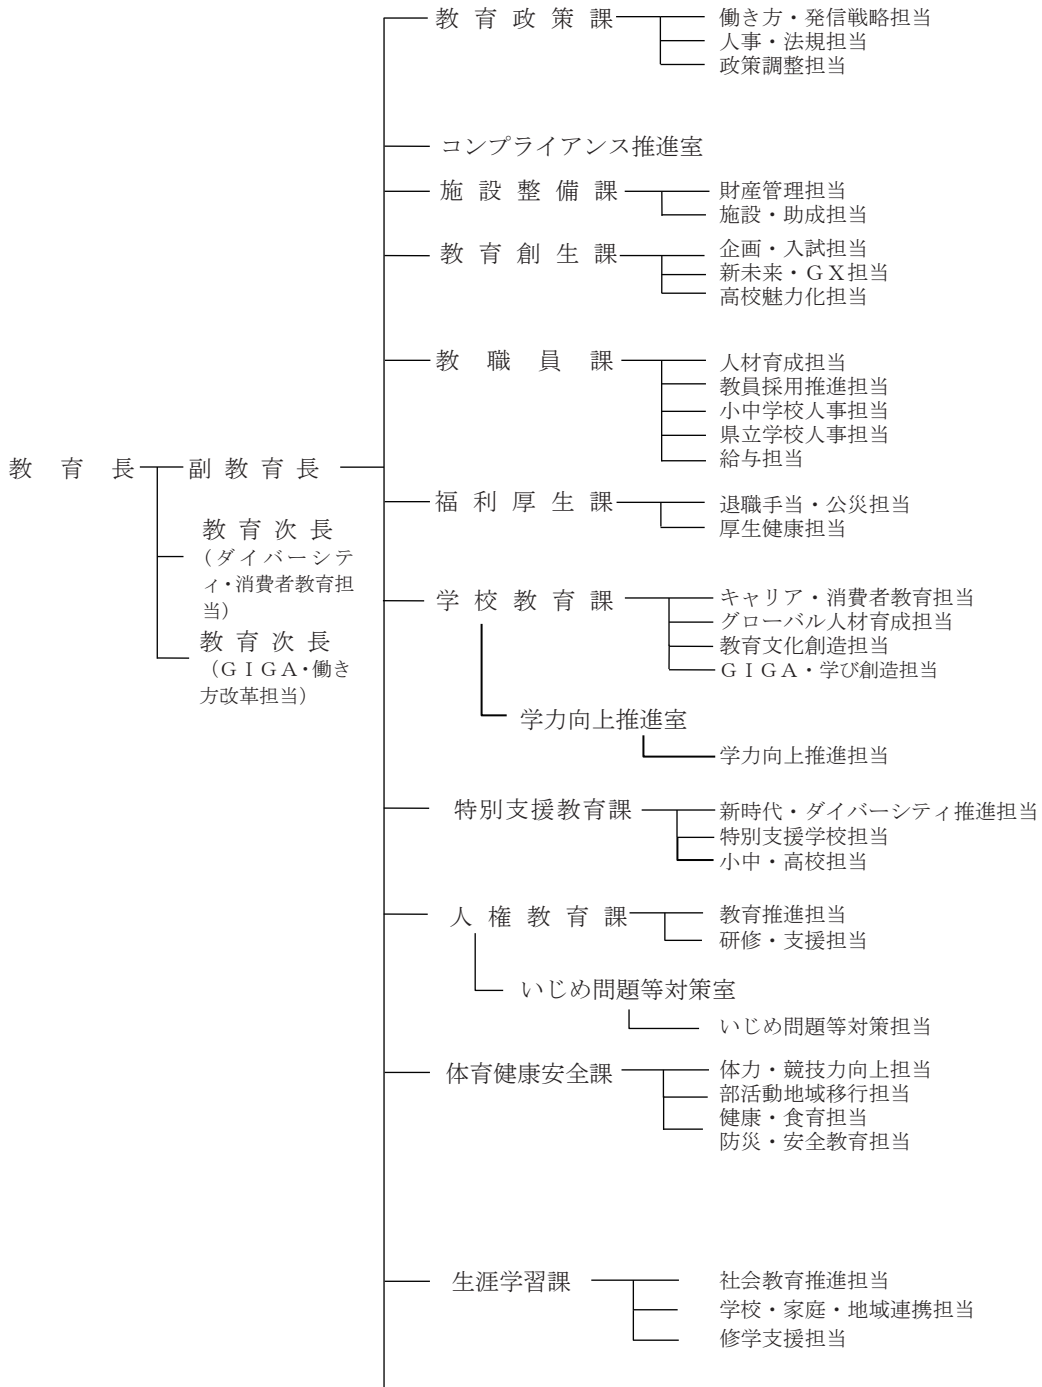 教育政策課
働き方・発信戦略担当
人事・法規担当
政策調整担当
コンプライアンス推進室
施設整備課
財産管理担当
施設・助成担当
教育創生課
企画・入試担当
新未来・ＧＸ担当
高校魅力化担当
教職員課
人材育成担当
教員採用推進担当
小中学校人事担当
県立学校人事担当
給与担当
教育長
副教育長
教育次長
（ダイバーシテ
ィ・消費者教育担
当）
教育次長
（ＧＩＧＡ・働き
方改革担当）
福利厚生課
退職手当・公災担当
厚生健康担当
学校教育課
キャリア・消費者教育担当
グローバル人材育成担当
教育文化創造担当
ＧＩＧＡ・学び創造担当
学力向上推進室
学力向上推進担当
特別支援教育課
新時代・ダイバーシティ推進担当
特別支援学校担当
小中・高校担当
人権教育課
教育推進担当
研修・支援担当
いじめ問題等対策室
いじめ問題等対策担当
体育健康安全課
体力・競技力向上担当
部活動地域移行担当
健康・食育担当
防災・安全教育担当
生涯学習課
社会教育推進担当
学校・家庭・地域連携担当
修学支援担当